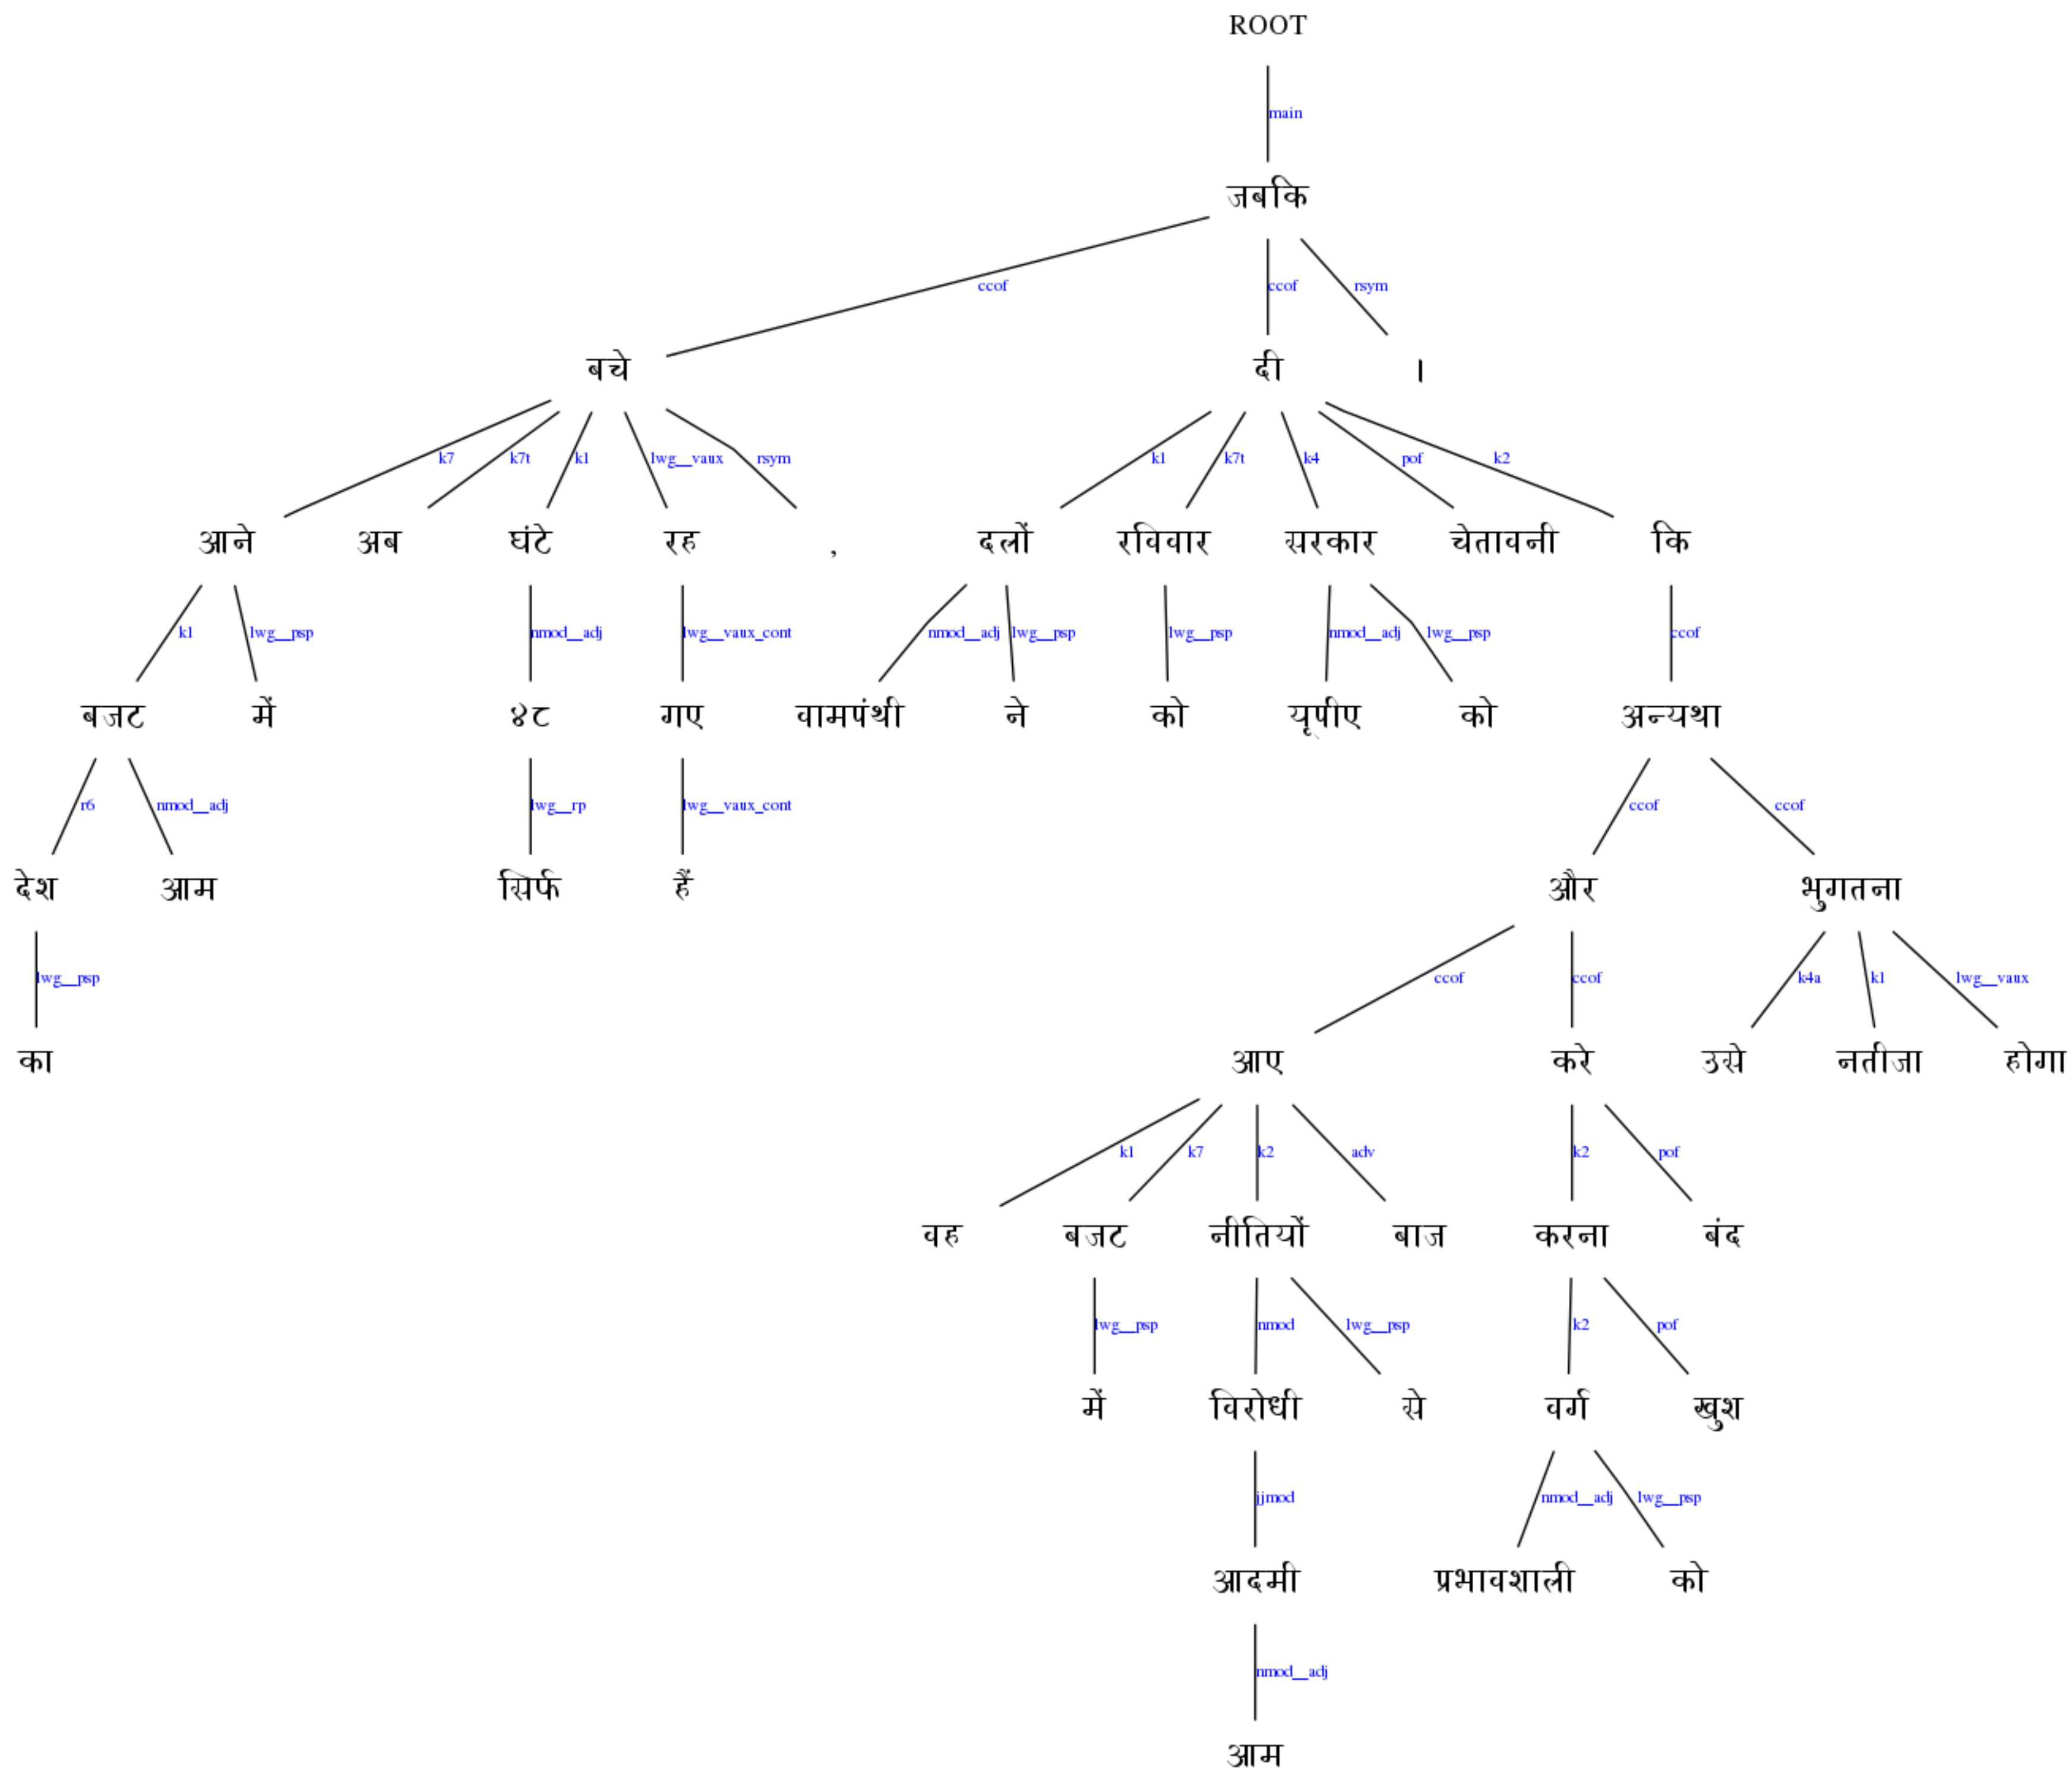 ROOT
main
जबकि
ccof ccof rsym
बचे दी ।
k7 k7t k1 lwg__vaux rsym k1 k7t k4 pof k2
आने अब घंटे रह , दलों रविवार सरकार चेतावनी कि
k1 lwg__psp nmod__adj lwg__vaux_cont nmod__adj lwg__psp lwg__psp nmod__adj lwg__psp ccof
बजट में ४८ गए वामपंथी ने को यूपीए को अन्यथा
r6 nmod__adj lwg__rp lwg__vaux_cont ccof ccof
देश आम सिर्फ हैं और भुगतना
lwg__psp ccof ccof k4a k1 lwg__vaux
का आए करे उसे नतीजा होगा
k1 k7 k2 adv k2 pof
वह बजट नीतियों बाज करना बंद
lwg__psp nmod lwg__psp k2 pof
में विरोधी से वर्ग खुश
jjmod nmod__adj lwg__psp
आदमी प्रभावशाली को
nmod__adj
आम